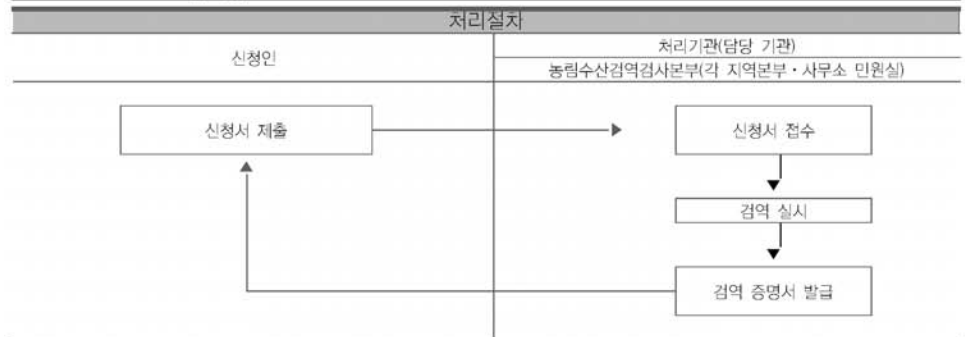 처리절차
신청인
처리기관(담당 기관)
농림수산검역검사본부(각 지역본부・사무소 민원실)
신청서 제출
신청서 접수
검역 실시
검역 증명서 발급